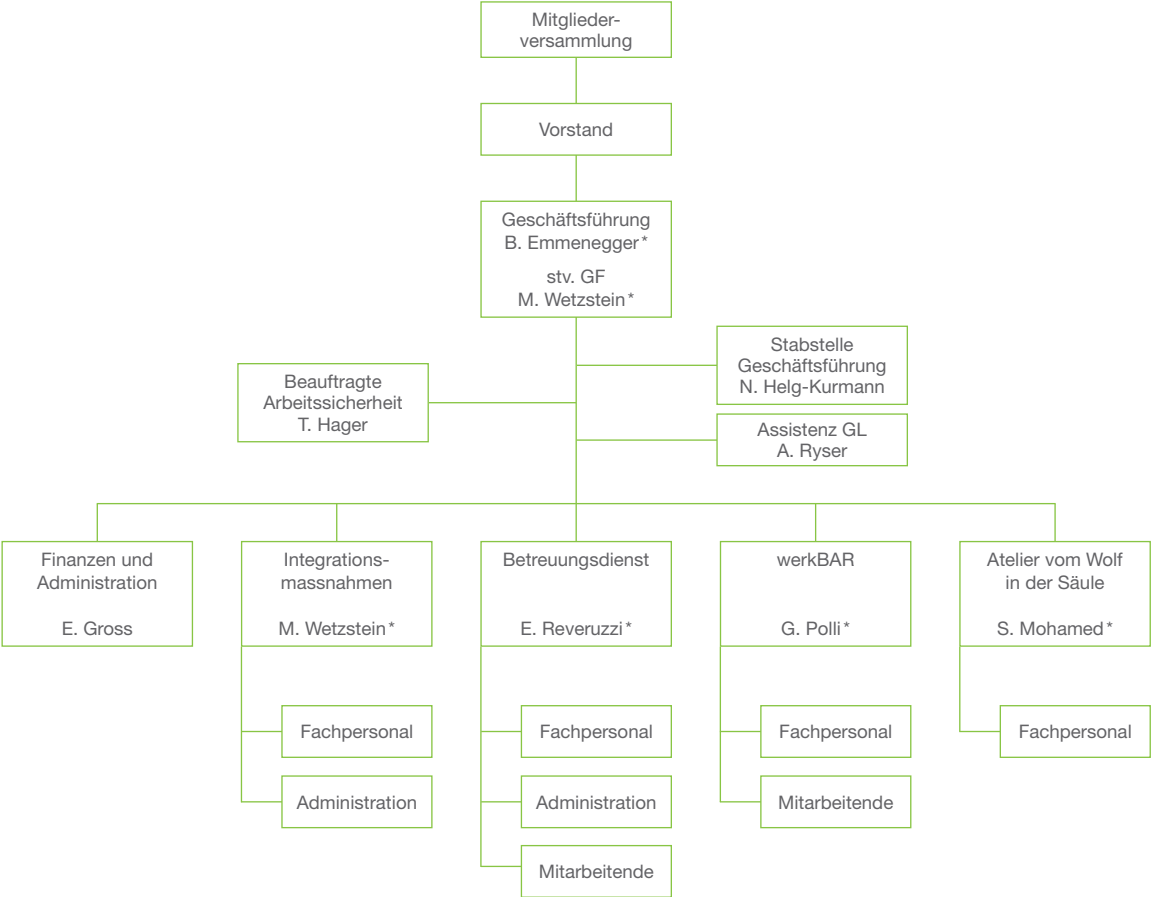 Mitglieder-
versammlung
Vorstand
Geschäftsführung
B. Emmenegger*
stv. GF
M. Wetzstein*
Stabstelle
Geschäftsführung
N. Helg-Kurmann
Beauftragte
Arbeitssicherheit
T. Hager
Assistenz GL
A. Ryser
Finanzen und
Administration
E. Gross
Integrations-
massnahmen
M. Wetzstein*
Betreuungsdienst
E. Reveruzzi*
werkBAR
G. Polli*
Atelier vom Wolf
in der Säule
S. Mohamed*
Fachpersonal
Administration
Fachpersonal
Administration
Mitarbeitende
Fachpersonal
Mitarbeitende
Fachpersonal